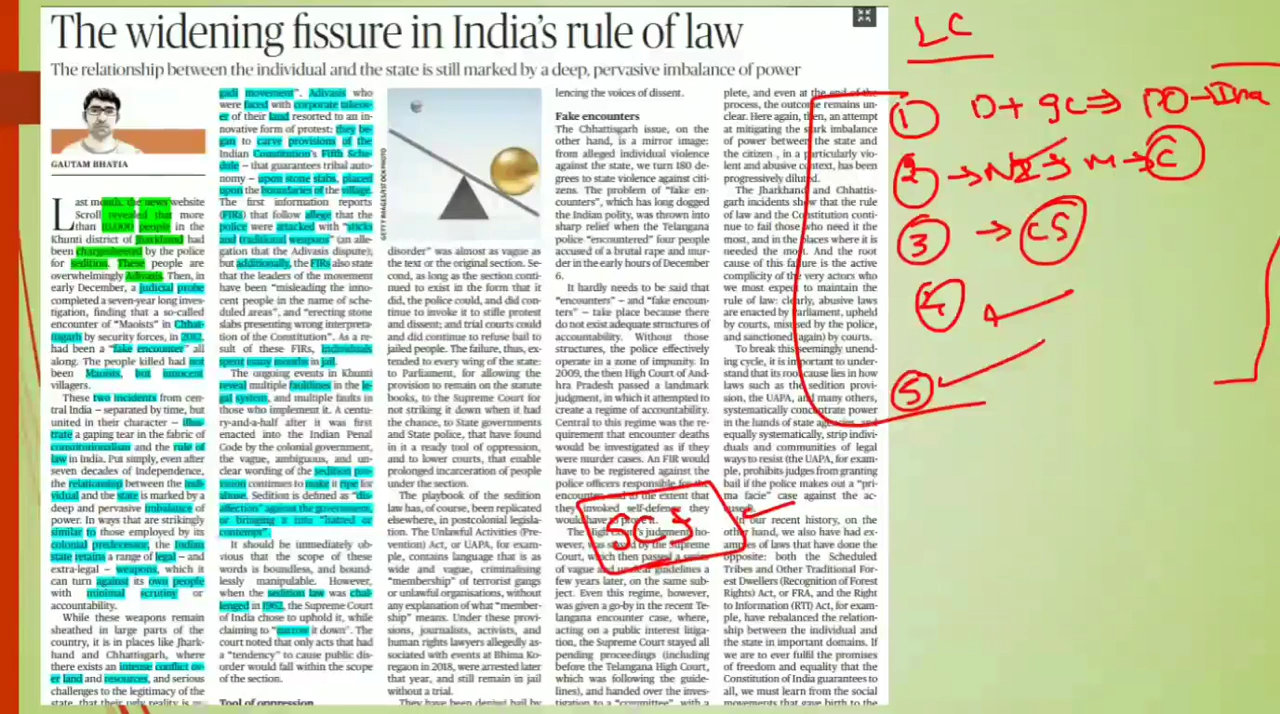 The widening fissure in India's rule of law
The relationship between the individual and the state is still marked by a deep, pervasive imbalance of power
GAUTAM BHATIA
Last month, the news website
Scroll revealed that more
than 10,000 people in the
Khunti district of Jharkhand had
been chargesheeted by the police
for sedition. These people are
overwhelmingly Adivasis. Then, in
early December, a judicial probe
completed a seven-year long inves-
tigation, finding that a so-called
encounter of "Maoists" in Chhat-
tisgarh by security forces, in 2012,
had been a "fake encounter" all
along. The people killed had not
been Maoists, but innocent
villagers.
These two incidents from cen-
tral India – separated by time, but
united in their character – illus-
trate a gaping tear in the fabric of
constitutionalism and the rule of
law in India. Put simply, even after
seven decades of Independence,
the relationship between the indi-
vidual and the state is marked by a
deep and pervasive imbalance of
power. In ways that are strikingly
similar to those employed by its
colonial predecessor, the Indian
state retains a range of legal – and
extra-legal – weapons, which it
can turn against its own people
with minimal scrutiny or
accountability.
While these weapons remain
sheathed in large parts of the
country, it is in places like Jhark-
hand and Chhattisgarh, where
there exists an intense conflict ov-
er land and resources, and serious
challenges to the legitimacy of the
state, that their ugly reality is
gadi movement". Adivasis who
were faced with corporate takeov-
er of their land resorted to an in-
novative form of protest: they be-
gan to carve provisions of the
Indian Constitution's Fifth Sche-
dule – that guarantees tribal auto-
nomy – upon stone slabs, placed
upon the boundaries of the village.
The first information reports
(FIRs) that follow allege that the
police were attacked with "sticks
and traditional weapons" (an alle-
gation that the Adivasis dispute);
but additionally, the FIRs also state
that the leaders of the movement
have been "misleading the inno-
cent people in the name of sche-
duled areas", and "erecting stone
slabs presenting wrong interpreta-
tion of the Constitution". As a re-
sult of these FIRs, individuals
spent many months in jail.
The ongoing events in Khunti
reveal multiple faultlines in the le-
gal system, and multiple faults in
those who implement it. A centu-
ry-and-a-half after it was first
enacted into the Indian Penal
Code by the colonial government,
the vague, ambiguous, and un-
clear wording of the sedition pro-
vision continues to make it ripe for
abuse. Sedition is defined as "dis-
affection" against the government,
or bringing it into "hatred or
contempt".
It should be immediately ob-
vious that the scope of these
words is boundless, and bound-
lessly manipulable. However,
when the sedition law was chal-
lenged in 1962, the Supreme Court
of India chose to uphold it, while
claiming to "narrow it down". The
court noted that only acts that had
a "tendency" to cause public dis-
order would fall within the scope
of the section.
Tool of oppression
GETTY IMAGES/ISTOCKPHOTO
disorder" was almost as vague as
the text or the original section. Se-
cond, as long as the section conti-
nued to exist in the form that it
did, the police could, and did con-
tinue to invoke it to stifle protest
and dissent; and trial courts could
and did continue to refuse bail to
jailed people. The failure, thus, ex-
tended to every wing of the state:
to Parliament, for allowing the
provision to remain on the statute
books, to the Supreme Court for
not striking it down when it had
the chance, to State governments
and State police, that have found
in it a ready tool of oppression,
and to lower courts, that enable
prolonged incarceration of people
under the section.
The playbook of the sedition
law has, of course, been replicated
elsewhere, in postcolonial legisla-
tion. The Unlawful Activities (Pre-
vention) Act, or UAPA, for exam-
ple, contains language that is as
wide and vague, criminalising
"membership" of terrorist gangs
or unlawful organisations, without
any explanation of what "member-
ship" means. Under these provi-
sions, journalists, activists, and
human rights lawyers allegedly as-
sociated with events at Bhima Ko-
regaon in 2018, were arrested later
that year, and still remain in jail
without a trial.
They have been denied bail by
lencing the voices of dissent.
Fake encounters
The Chhattisgarh issue, on the
other hand, is a mirror image:
from alleged individual violence
against the state, we turn 180 de-
grees to state violence against citi-
zens. The problem of "fake en-
counters", which has long dogged
the Indian polity, was thrown into
sharp relief when the Telangana
police "encountered" four people
accused of a brutal rape and mur-
der in the early hours of December
6.
It hardly needs to be said that
"encounters" – and "fake encoun-
ters" – take place because there
do not exist adequate structures of
accountability. Without those
structures, the police effectively
operate in a zone of impunity. In
2009, the then High Court of And-
hra Pradesh passed a landmark
judgment, in which it attempted to
create a regime of accountability.
Central to this regime was the re-
quirement that encounter deaths
would be investigated as if they
were murder cases. An FIR would
have to be registered against the
police officers responsible for the
encounter, and to the extent that
they invoked self-defence, they
would have to prove it.
The High Court's judgment, ho-
wever, was stayed by the Supreme
Court, which then passed a series
of vague and unclear guidelines a
few years later, on the same sub-
ject. Even this regime, however,
was given a go-by in the recent Te-
langana encounter case, where,
acting on a public interest litiga-
tion, the Supreme Court stayed all
pending proceedings (including
before the Telangana High Court,
which was following the guide-
lines), and handed over the inves-
tigation to a "committee", with a
plete, and even at the end of the
process, the outcome remains un-
clear. Here again, then, an attempt
at mitigating the stark imbalance
of power between the state and
the citizen, in a particularly vio-
lent and abusive context, has been
progressively diluted.
The Jharkhand and Chhattis-
garh incidents show that the rule
of law and the Constitution conti-
nue to fail those who need it the
most, and in the places where it is
needed the most. And the root
cause of this failure is the active
complicity of the very actors who
we most expect to maintain the
rule of law: clearly, abusive laws
are enacted by Parliament, upheld
by courts, misused by the police,
and sanctioned (again) by courts.
To break this seemingly unend-
ing cycle, it is important to under-
stand that its root cause lies in how
laws such as the sedition provi-
sion, the UAPA, and many others,
systematically concentrate power
in the hands of state agencies, and
equally systematically, strip indivi-
duals and communities of legal
ways to resist (the UAPA, for exam-
ple, prohibits judges from granting
bail if the police makes out a "pri-
ma facie" case against the ac-
cused).
In our recent history, on the
other hand, we also have had ex-
amples of laws that have done the
opposite: both the Scheduled
Tribes and Other Traditional For-
est Dwellers (Recognition of Forest
Rights) Act, or FRA, and the Right
to Information (RTI) Act, for exam-
ple, have rebalanced the relation-
ship between the individual and
the state in important domains. If
we are to ever fulfil the promises
of freedom and equality that the
Constitution of India guarantees to
all, we must learn from the social
movements that gave birth to the
SCS
LC
1
2 → M → C
3 → CS
4
5